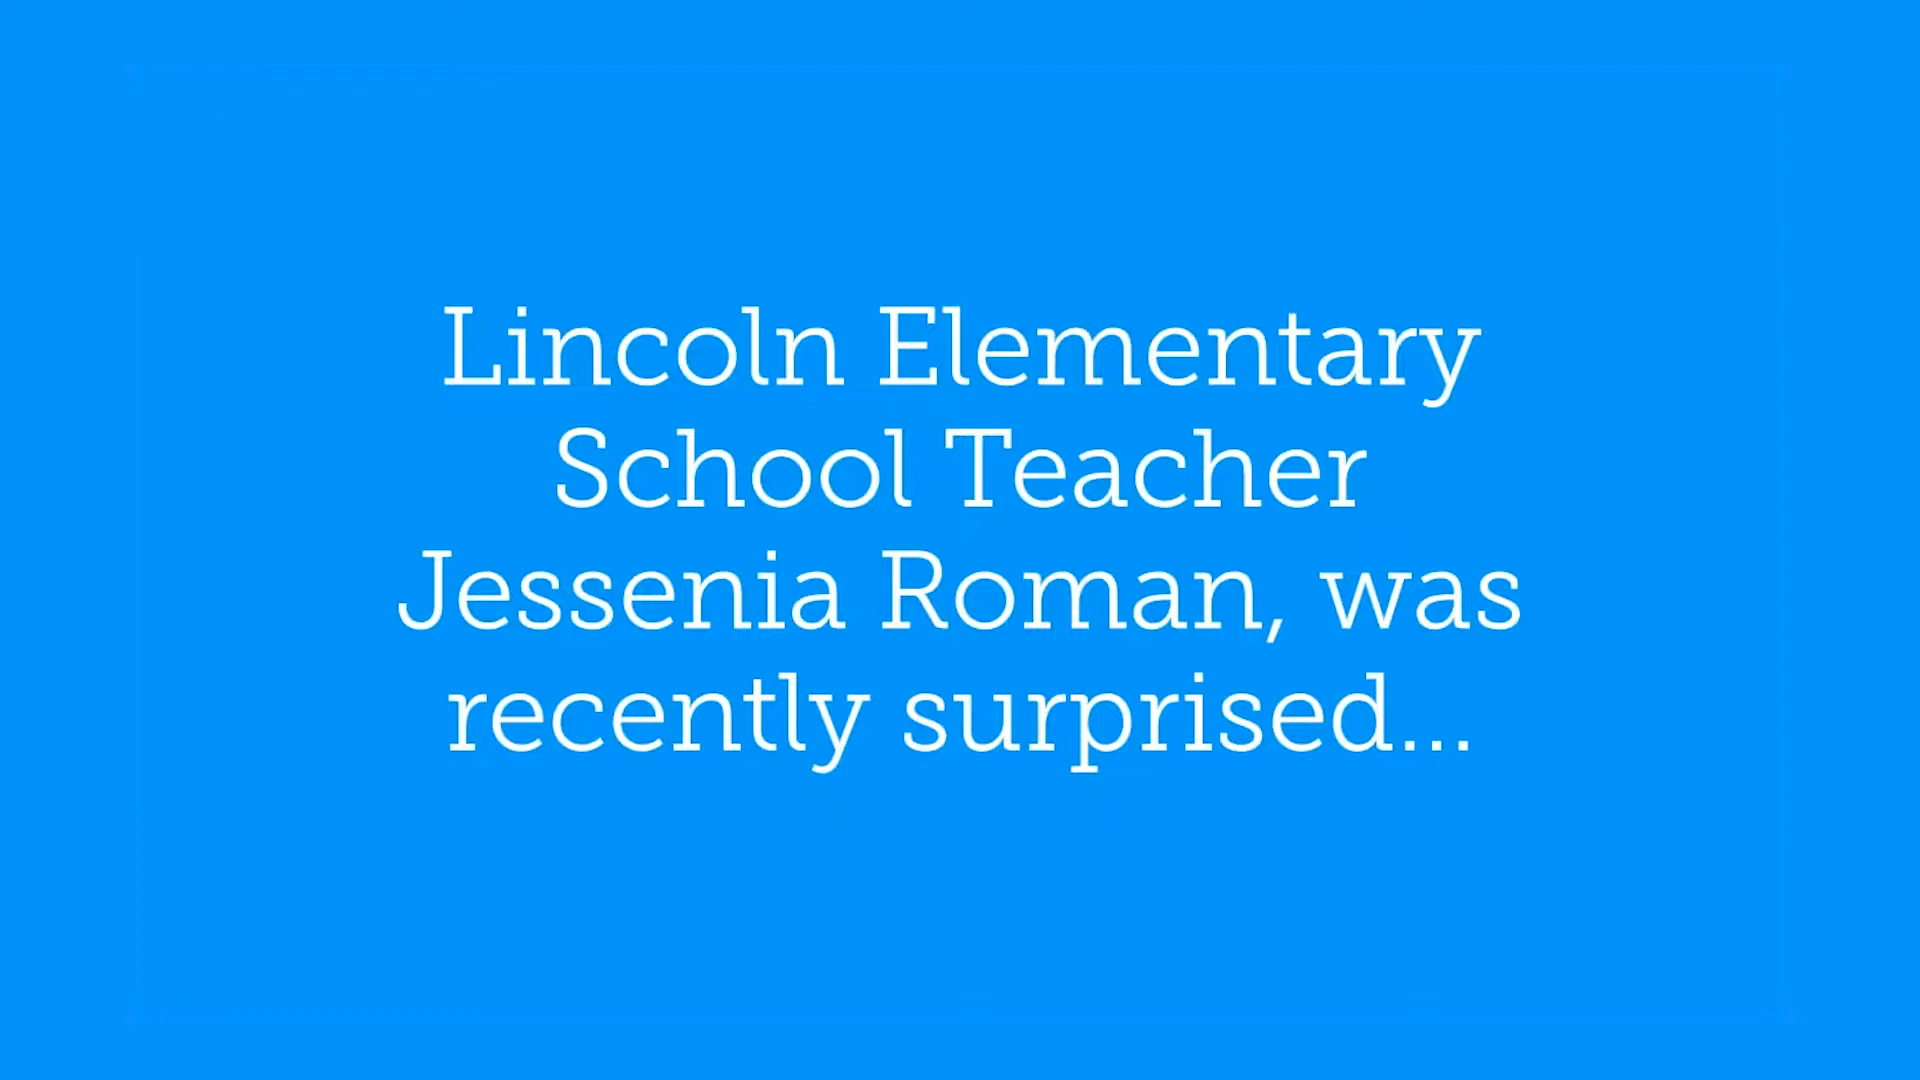 Lincoln Elementary
School Teacher
Jessenia Roman, was
recently surprised...